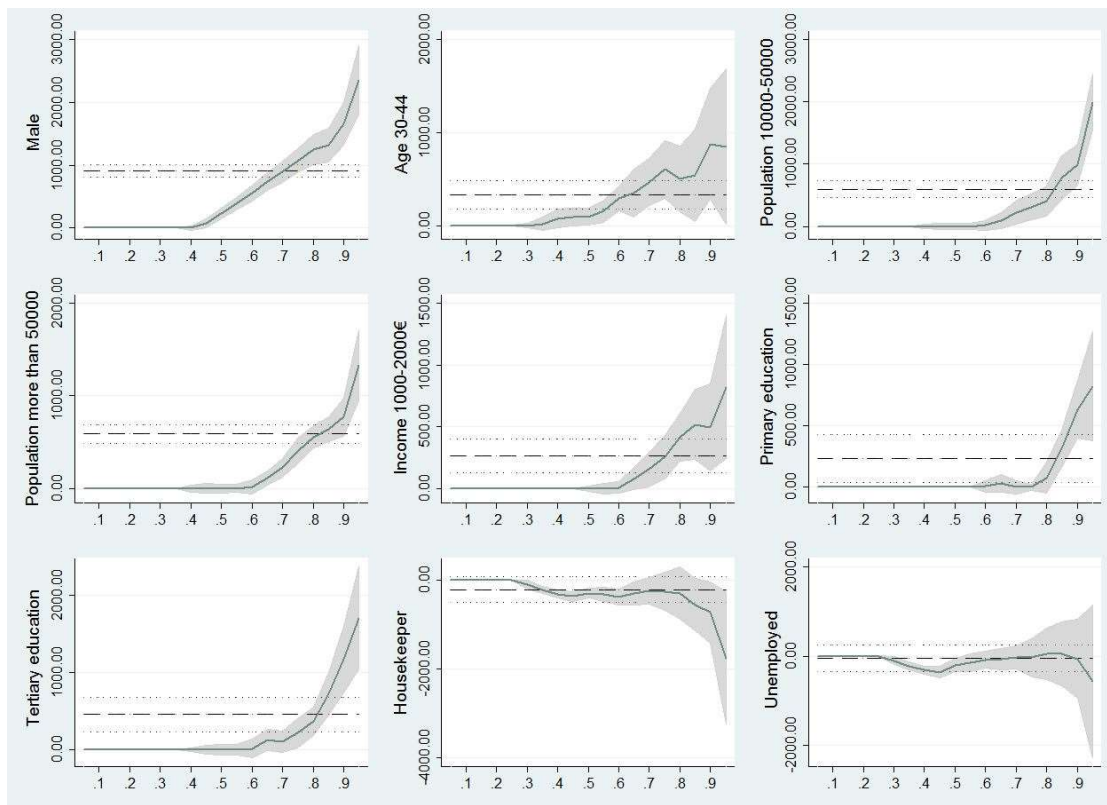 Male
3000.00
2000.00
1000.00
0.00
.1 .2 .3 .4 .5 .6 .7 .8 .9
Age 30-44
2000.00
1000.00
0.00
.1 .2 .3 .4 .5 .6 .7 .8 .9
Population 10000-50000
3000.00
2000.00
1000.00
0.00
.1 .2 .3 .4 .5 .6 .7 .8 .9
Population more than 50000
2000.00
1000.00
0.00
.1 .2 .3 .4 .5 .6 .7 .8 .9
Income 1000-2000€
1500.00
1000.00
500.00
0.00
.1 .2 .3 .4 .5 .6 .7 .8 .9
Primary education
1500.00
1000.00
500.00
0.00
.1 .2 .3 .4 .5 .6 .7 .8 .9
Tertiary education
2000.00
1000.00
0.00
.1 .2 .3 .4 .5 .6 .7 .8 .9
Housekeeper
0.00
-2000.00
-4000.00
.1 .2 .3 .4 .5 .6 .7 .8 .9
Unemployed
2000.00
0.00
-2000.00
.1 .2 .3 .4 .5 .6 .7 .8 .9